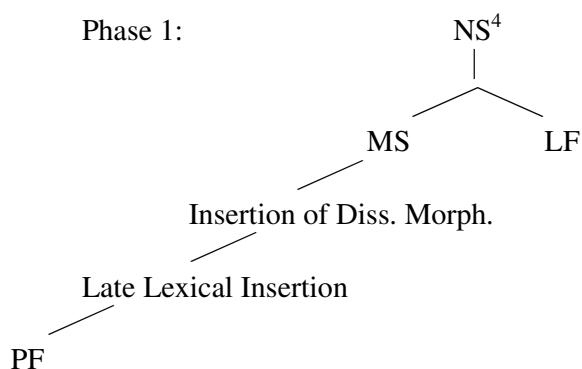 Phase 1: NS⁴
MS LF
Insertion of Diss. Morph.
Late Lexical Insertion
PF